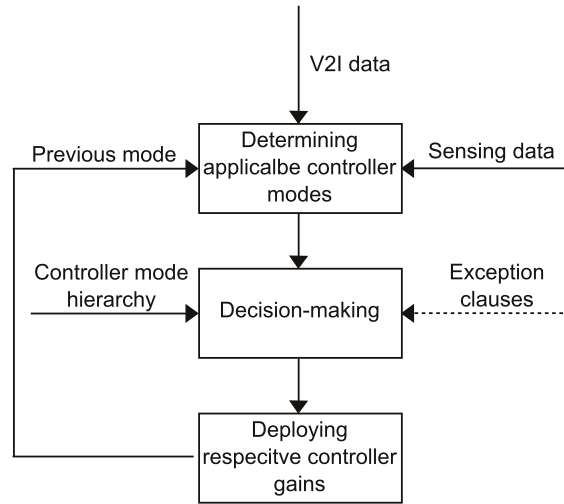 V2I data
Determining
applicalbe controller
modes
Previous mode
Sensing data
Controller mode
hierarchy
Decision-making
Exception
clauses
Deploying
respecitve controller
gains